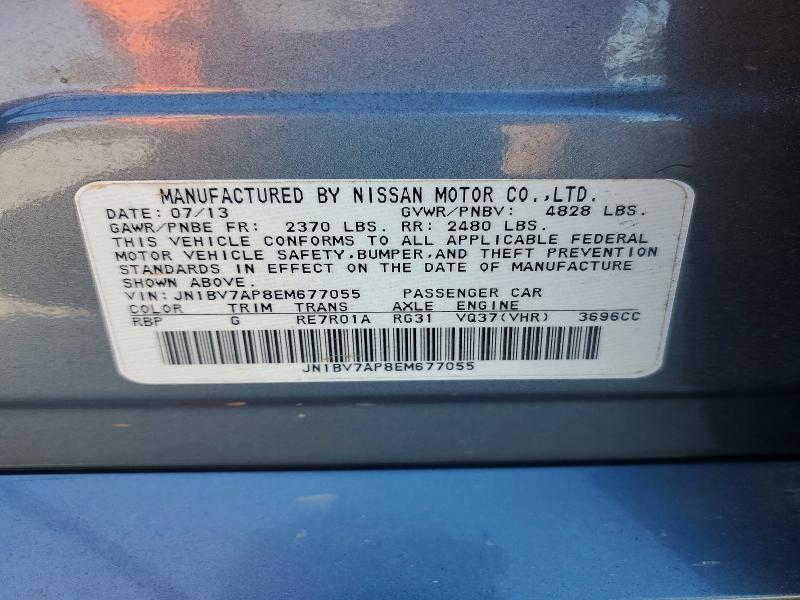 MANUFACTURED BY NISSAN MOTOR CO.,LTD.
DATE: 07/13 GVWR/PNBV: 4828 LBS.
GAWR/PNBE FR: 2370 LBS. RR: 2480 LBS.
THIS VEHICLE CONFORMS TO ALL APPLICABLE FEDERAL
MOTOR VEHICLE SAFETY,BUMPER,AND THEFT PREVENTION
STANDARDS IN EFFECT ON THE DATE OF MANUFACTURE
SHOWN ABOVE.
VIN: JN1BV7AP8EM677055 PASSENGER CAR
COLOR TRIM TRANS AXLE ENGINE
RBP G RE7R01A RG31 VQ37(VHR) 3696CC
JN1BV7AP8EM677055